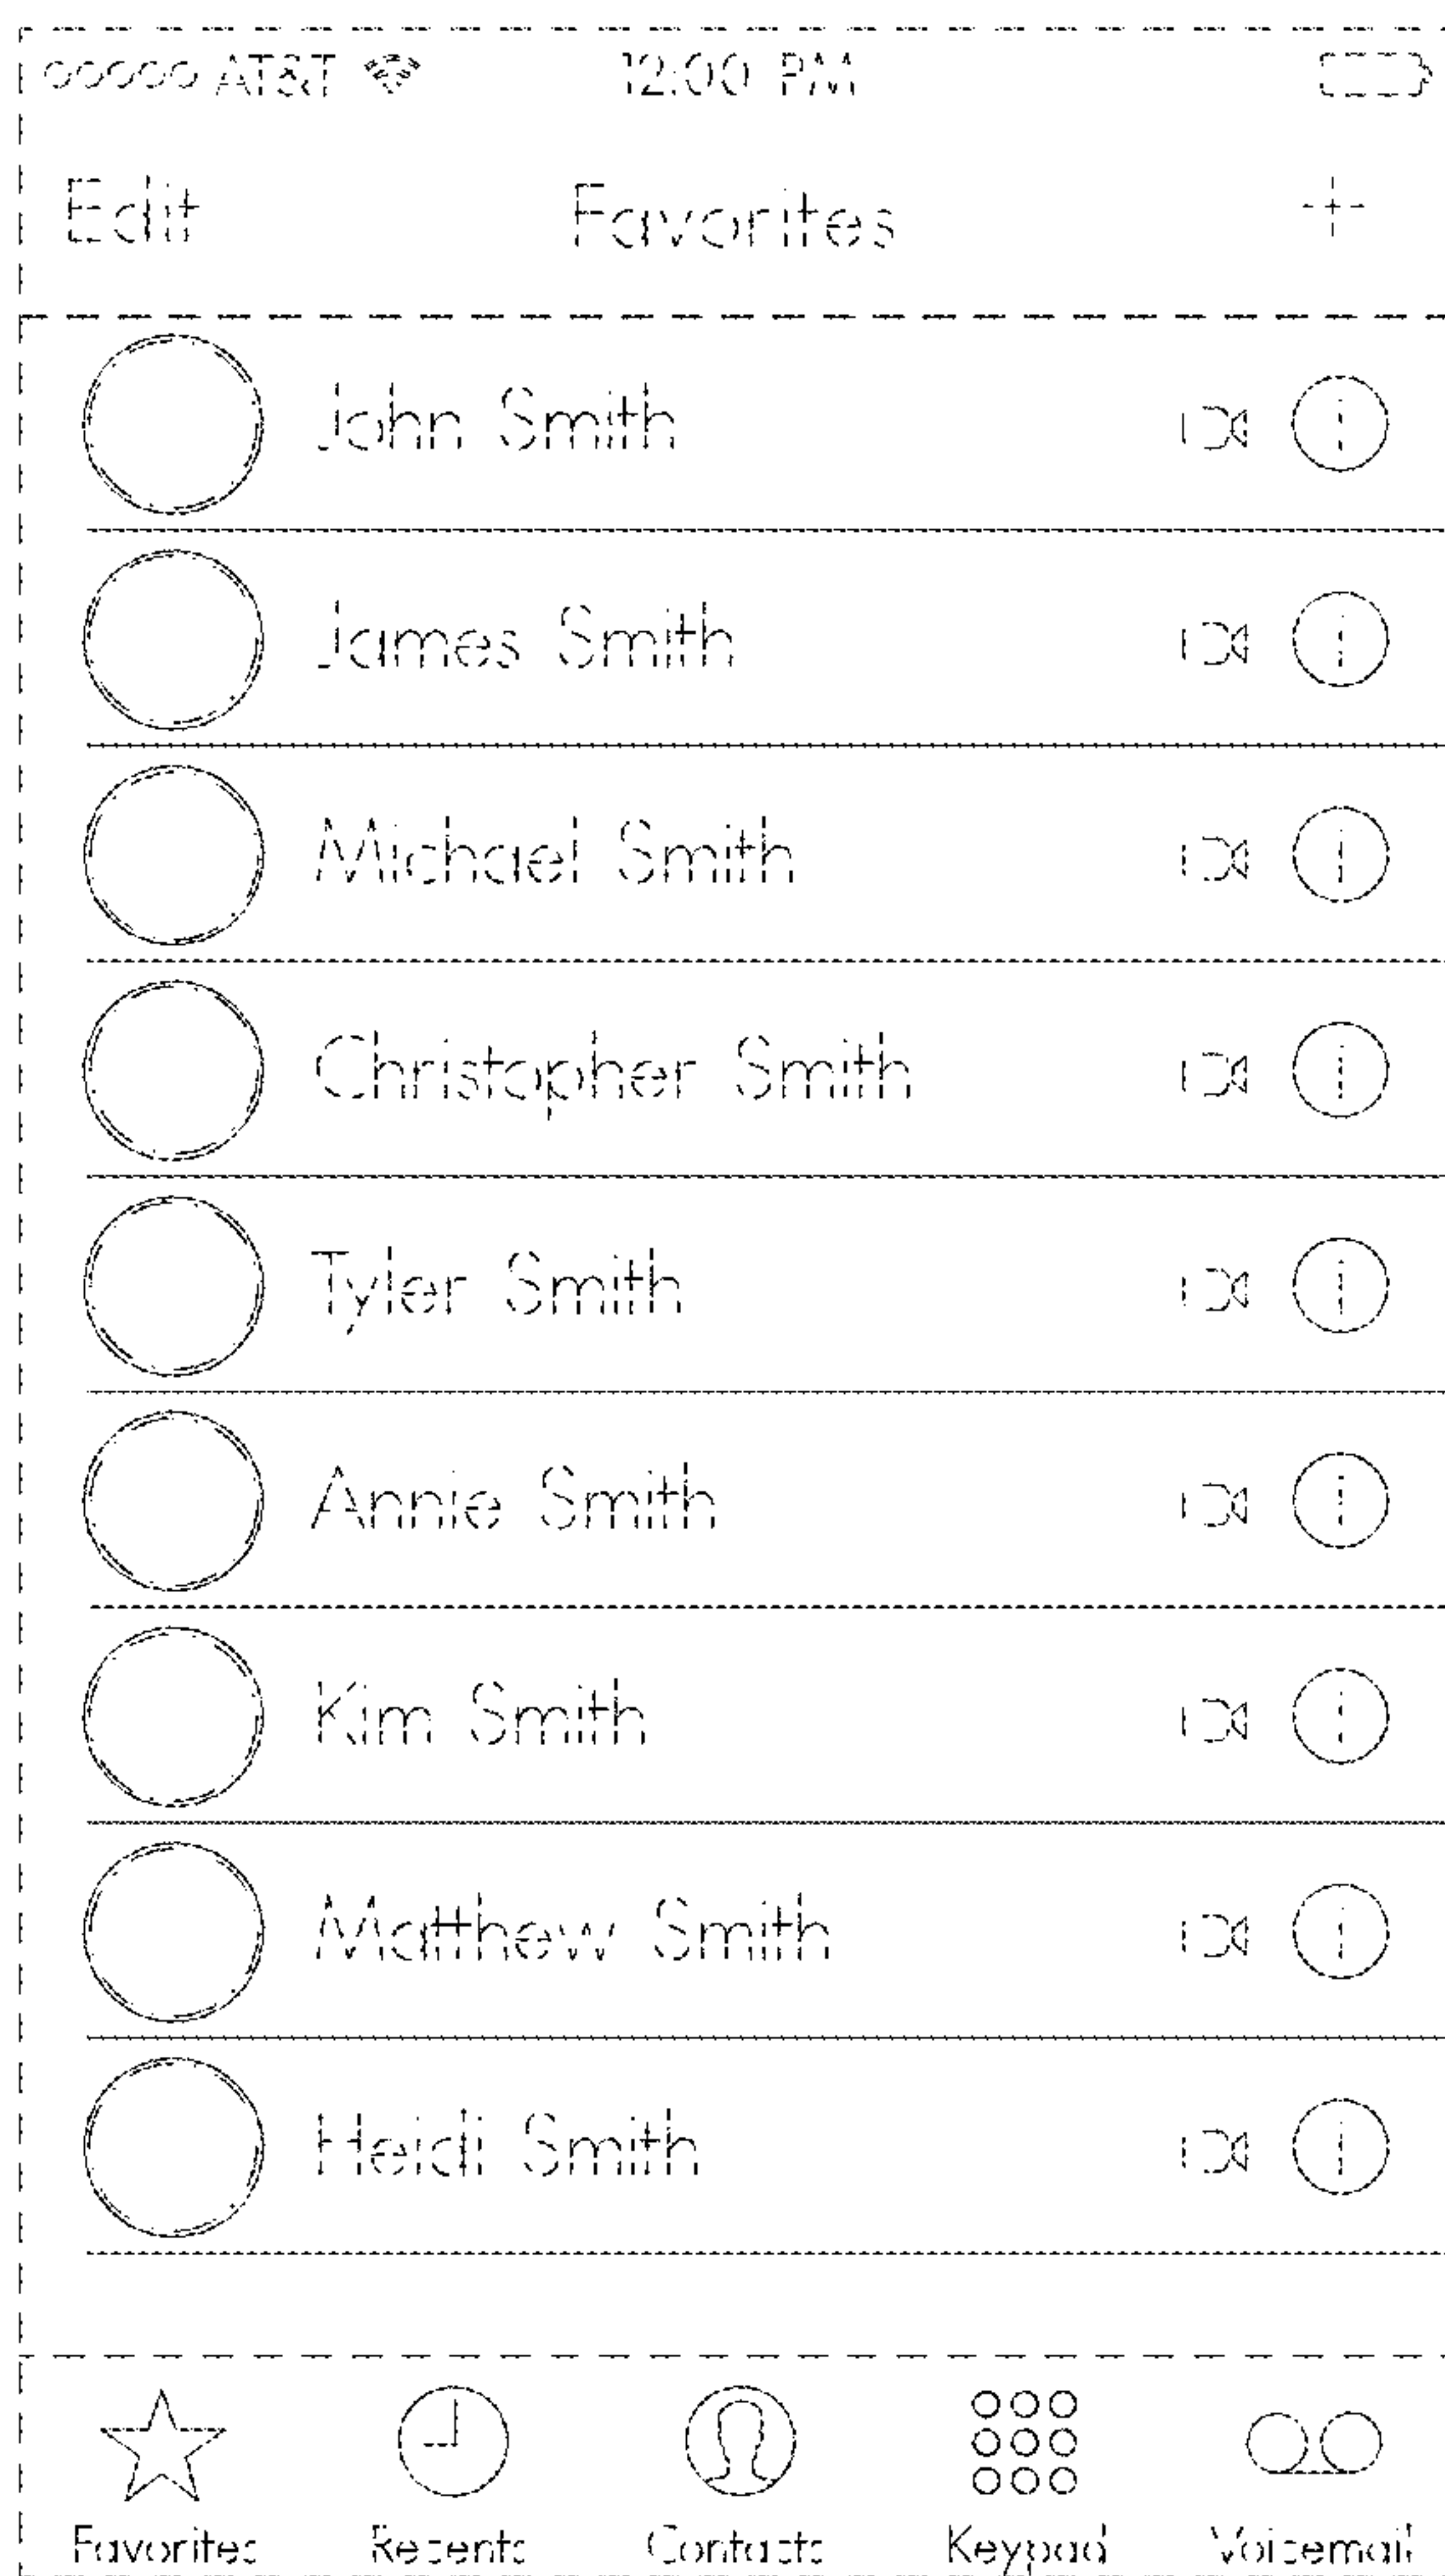 AT&T 12:00 PM
Edit Favorites +
John Smith
James Smith
Michael Smith
Christopher Smith
Tyler Smith
Annie Smith
Kim Smith
Matthew Smith
Heidi Smith
Favorites Recents Contacts Keypad Voicemail